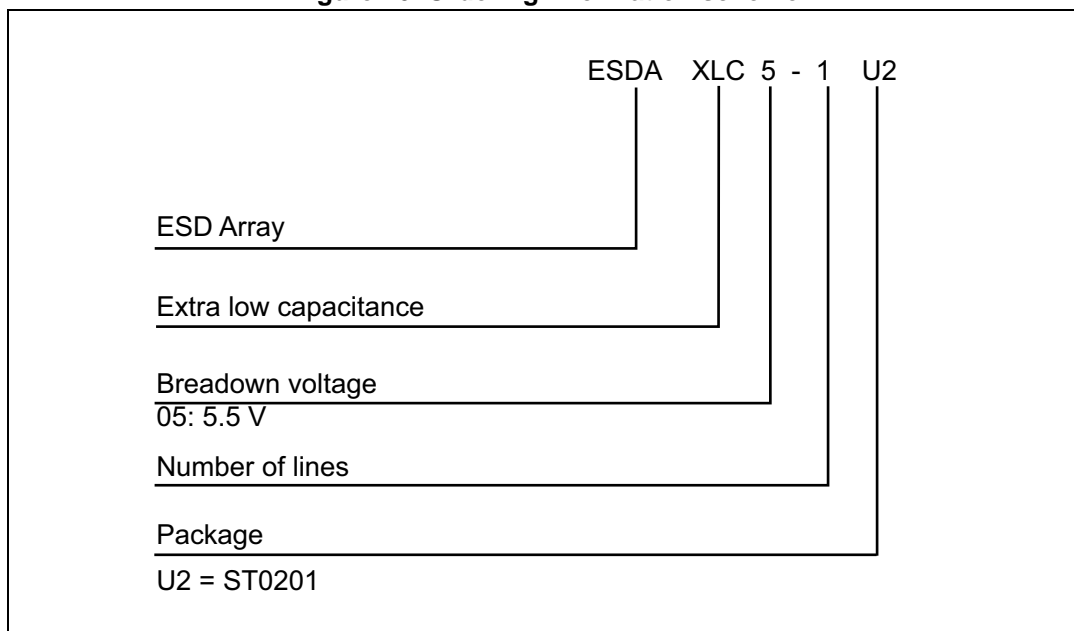 ESDA XLC 5 - 1 U2
ESD Array
Extra low capacitance
Breadown voltage
05: 5.5 V
Number of lines
Package
U2 = ST0201